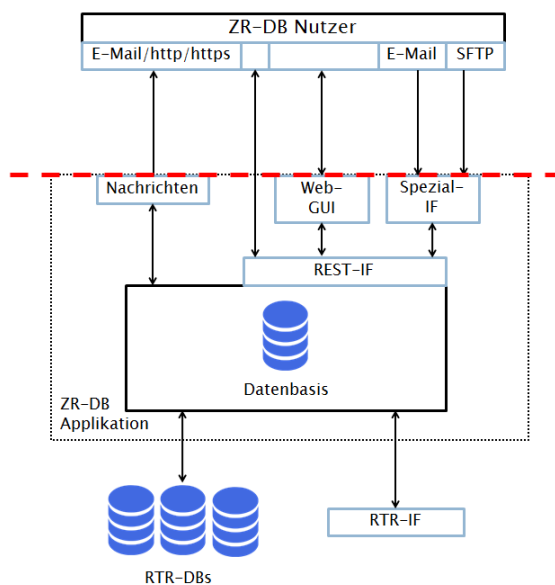 ZR-DB Nutzer
E-Mail/http/https
E-Mail
SFTP
Nachrichten
Web-
GUI
Spezial-
IF
REST-IF
Datenbasis
ZR-DB
Applikation
RTR-IF
RTR-DBs